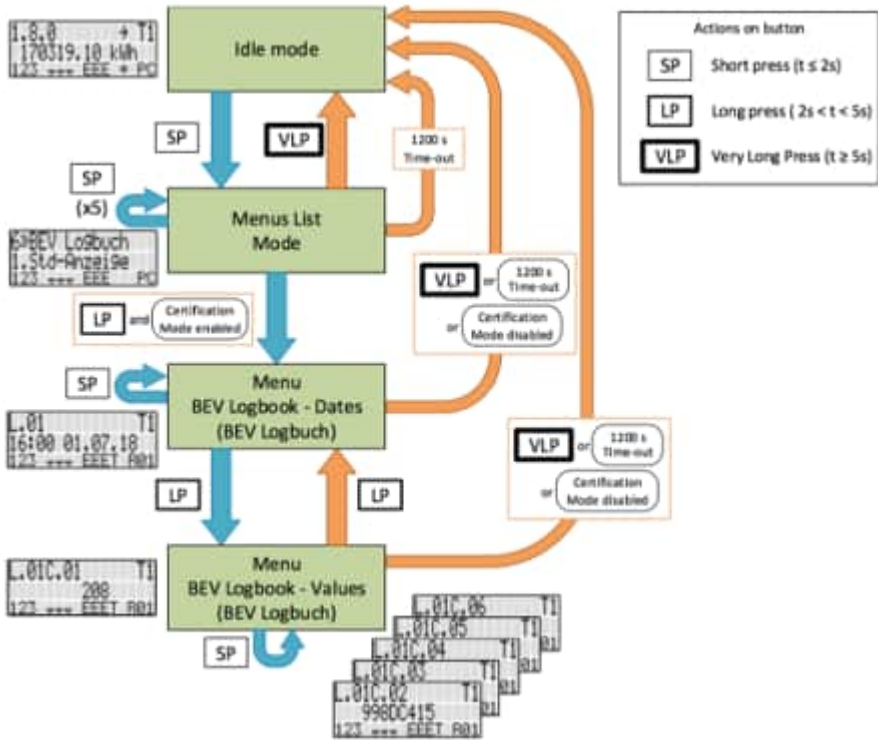 1.8.0 → T1
170319.10 kWh
123 +++ EEE PC
Idle mode
SP
VLP
1200 s
Time-out
SP
(x5)
Menus List
Mode
6>BEV Logbuch
1.Std-Anzeige
123 +++ EEE PC
LP and Certification
Mode enabled
SP
Menu
BEV Logbook - Dates
(BEV Logbuch)
L.01 T1
16:00 01.07.18
123 +++ EEET R01
LP
LP
Menu
BEV Logbook - Values
(BEV Logbuch)
L.01C.01 T1
208
123 +++ EEET R01
SP
L.01C.06 T1
L.01C.05 T1
L.01C.04 T1
L.01C.03 T1
L.01C.02 T1
998DC415
123 +++ EEET R01
VLP or 1200 s
Time-out
or Certification
Mode disabled
VLP or 1200 s
Time-out
or Certification
Mode disabled
Actions on button
SP Short press (t ≤ 2s)
LP Long press ( 2s < t < 5s)
VLP Very Long Press (t ≥ 5s)